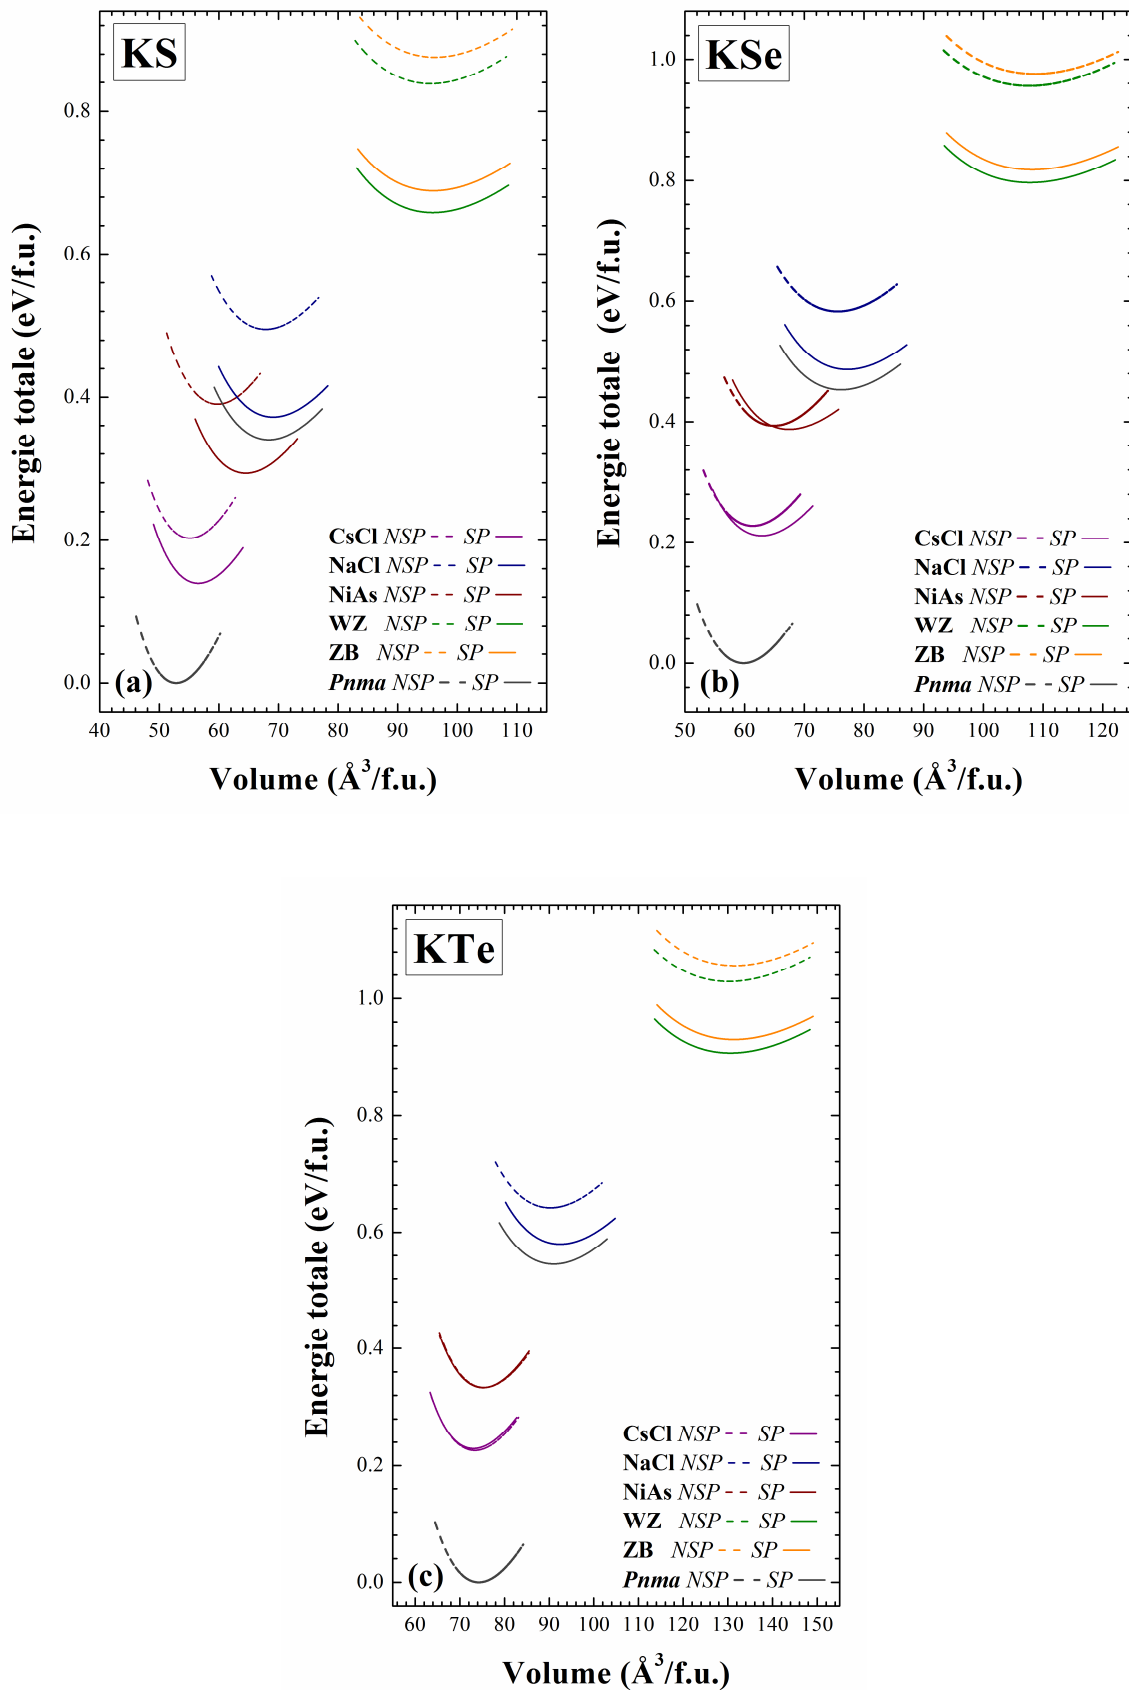 KS
0.8
0.6
0.4
0.2
0.0
Energie totale (eV/f.u.)
CsCl NSP SP
NaCl NSP SP
NiAs NSP SP
WZ NSP SP
ZB NSP SP
Pnma NSP SP
(a)
40 50 60 70 80 90 100 110
Volume (Å³/f.u.)
KSe
1.0
0.8
0.6
0.4
0.2
0.0
Energie totale (eV/f.u.)
CsCl NSP SP
NaCl NSP SP
NiAs NSP SP
WZ NSP SP
ZB NSP SP
Pnma NSP SP
(b)
50 60 70 80 90 100 110 120
Volume (Å³/f.u.)
KTe
1.0
0.8
0.6
0.4
0.2
0.0
Energie totale (eV/f.u.)
CsCl NSP SP
NaCl NSP SP
NiAs NSP SP
WZ NSP SP
ZB NSP SP
Pnma NSP SP
(c)
60 70 80 90 100 110 120 130 140 150
Volume (Å³/f.u.)